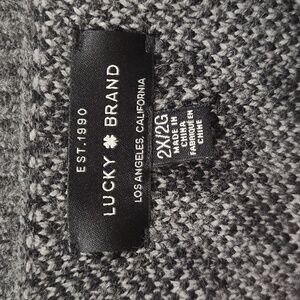 EST. 1990
LUCKY BRAND
LOS ANGELES, CALIFORNIA
2X/2G
MADE IN
CHINA
FABRIQUÉ EN
CHINE